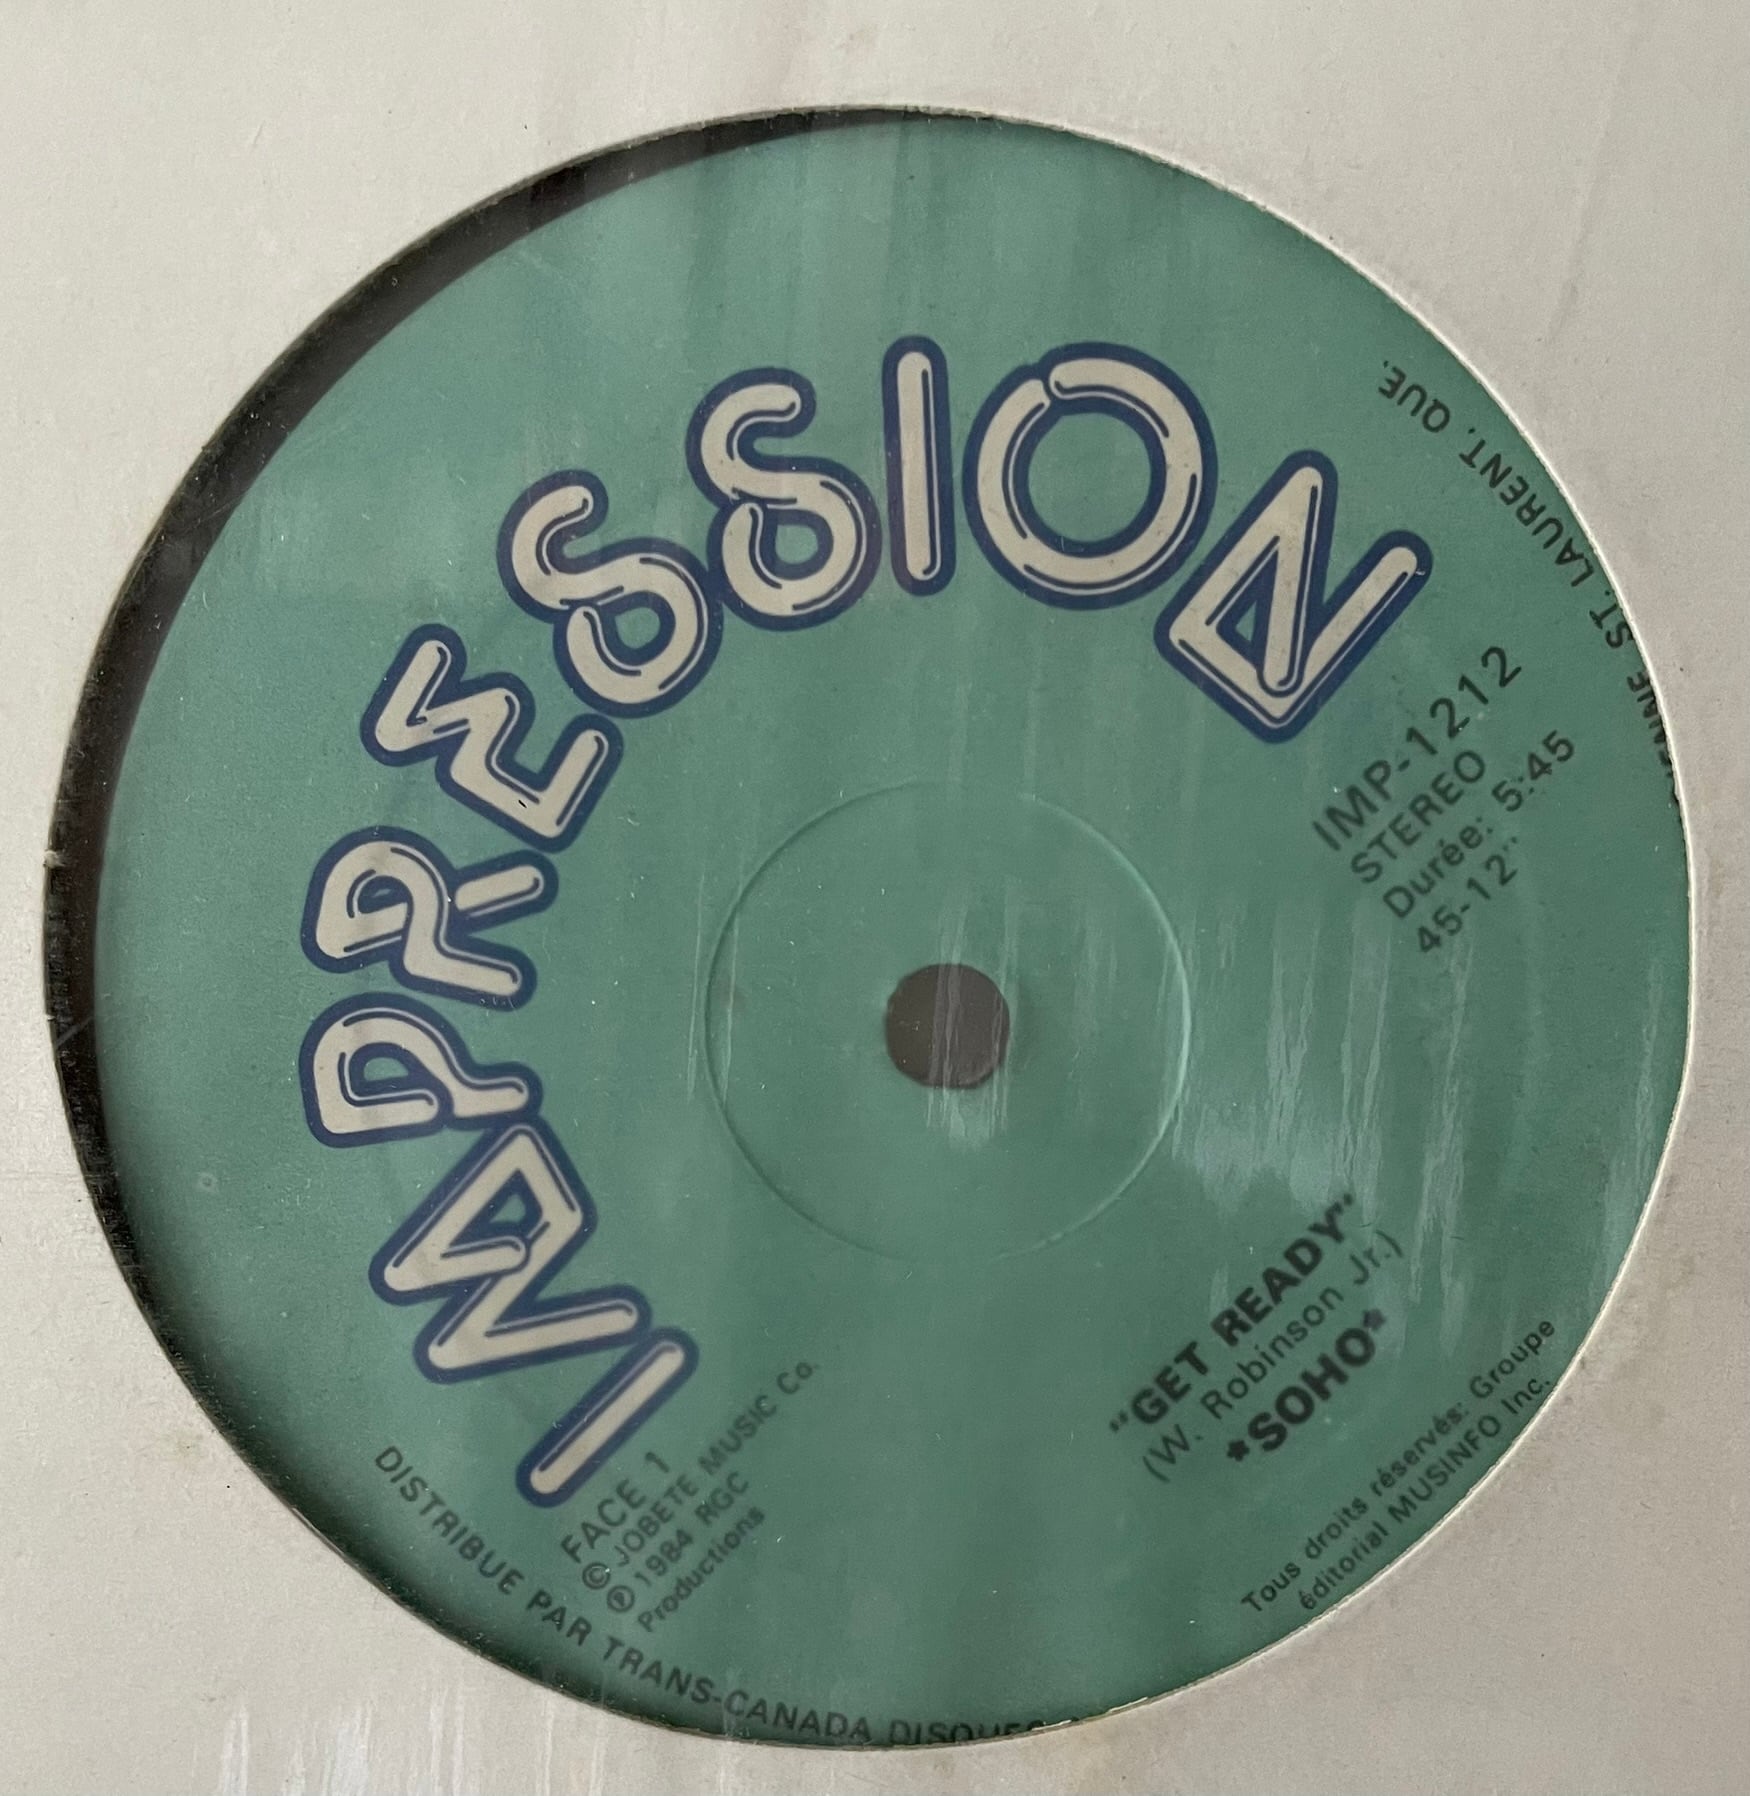 IMPRESSION
IMP-1212
STEREO
Durée: 5:45
45-12"
FACE 1
© JOBETE MUSIC Co.
℗ 1984 RGC
Productions
"GET READY"
(W. Robinson Jr.)
*SOHO*
Tous droits réservés: Groupe
éditorial MUSINFO Inc.
DISTRIBUE PAR TRANS-CANADA DISQUES
ST. LAURENT, QUE.